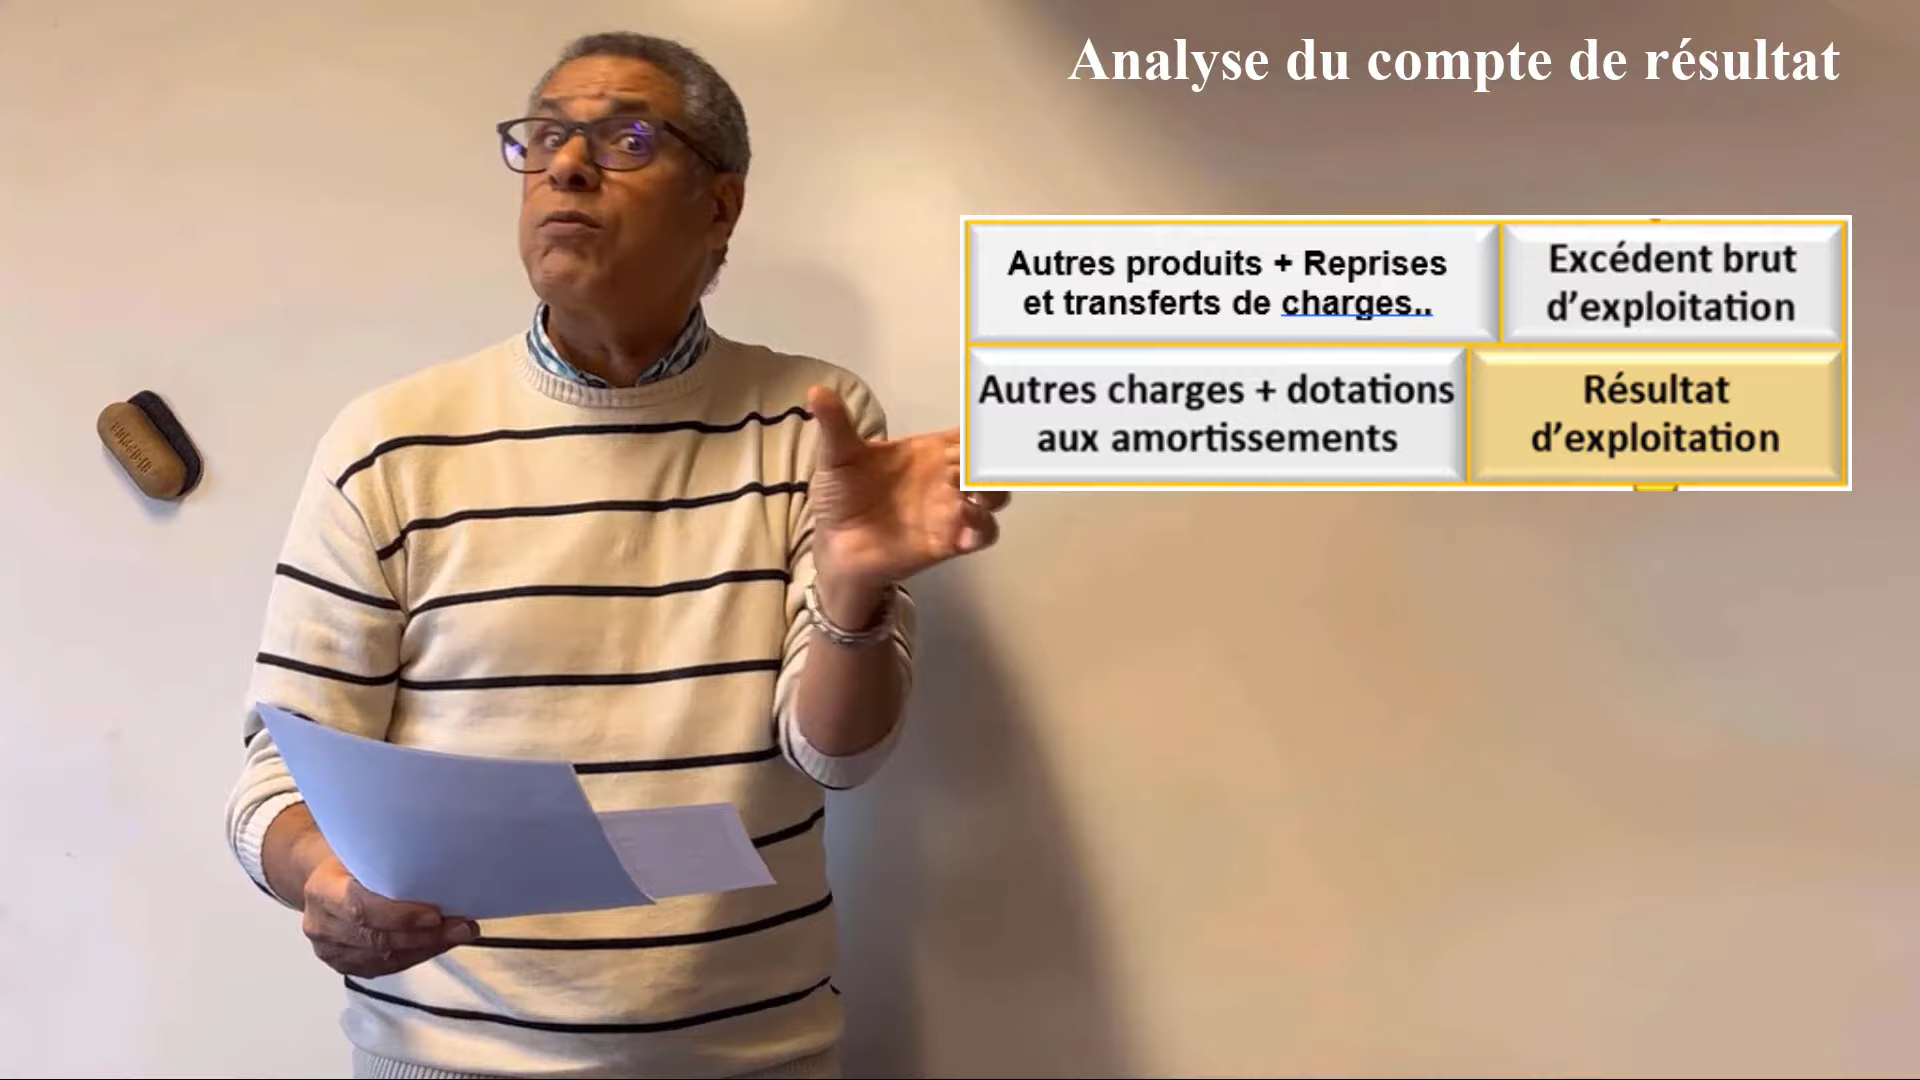 Analyse du compte de résultat
Autres produits + Reprises
et transferts de charges..
Excédent brut
d'exploitation
Autres charges + dotations
aux amortissements
Résultat
d'exploitation